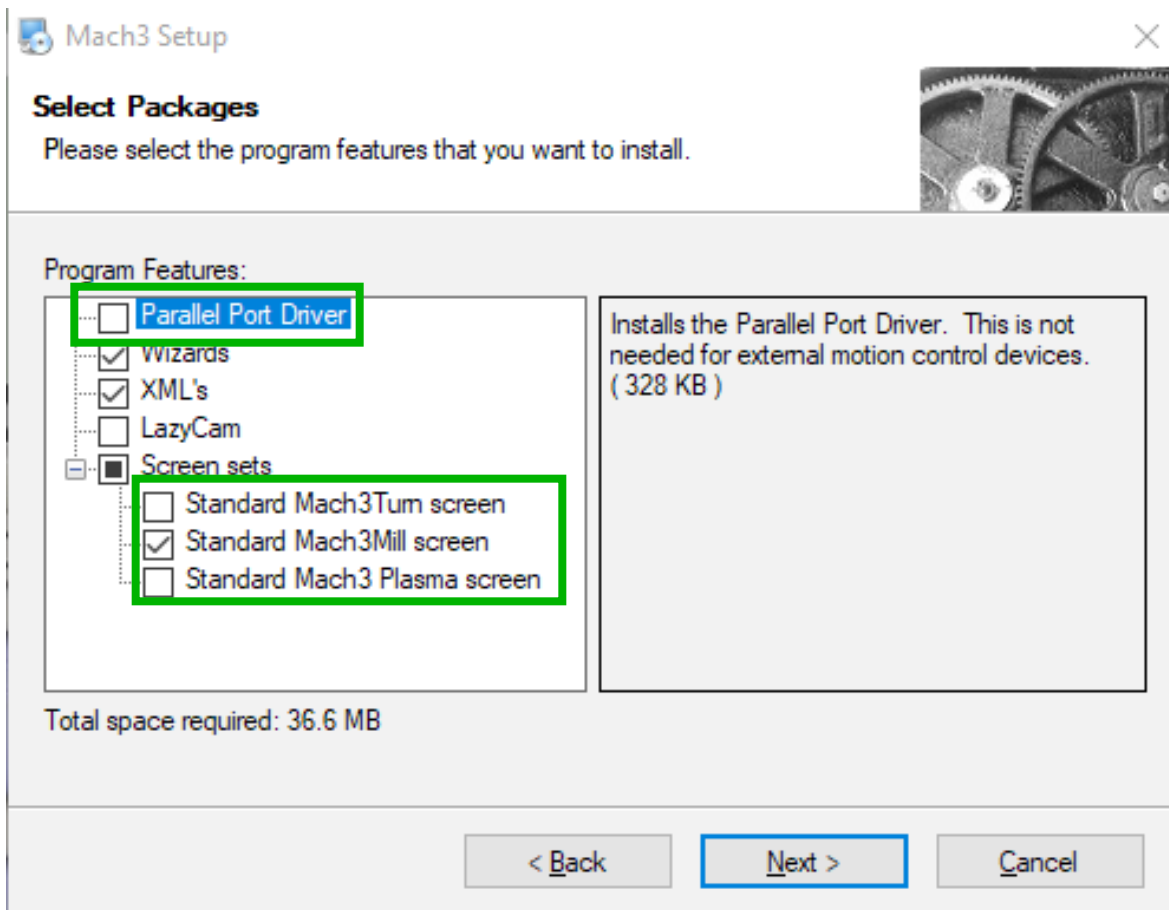 Mach3 Setup
Select Packages
Please select the program features that you want to install.
Program Features:
Parallel Port Driver
Wizards
XML's
LazyCam
Screen sets
Standard Mach3Turn screen
Standard Mach3Mill screen
Standard Mach3 Plasma screen
Installs the Parallel Port Driver. This is not
needed for external motion control devices.
( 328 KB )
Total space required: 36.6 MB
< Back
Next >
Cancel